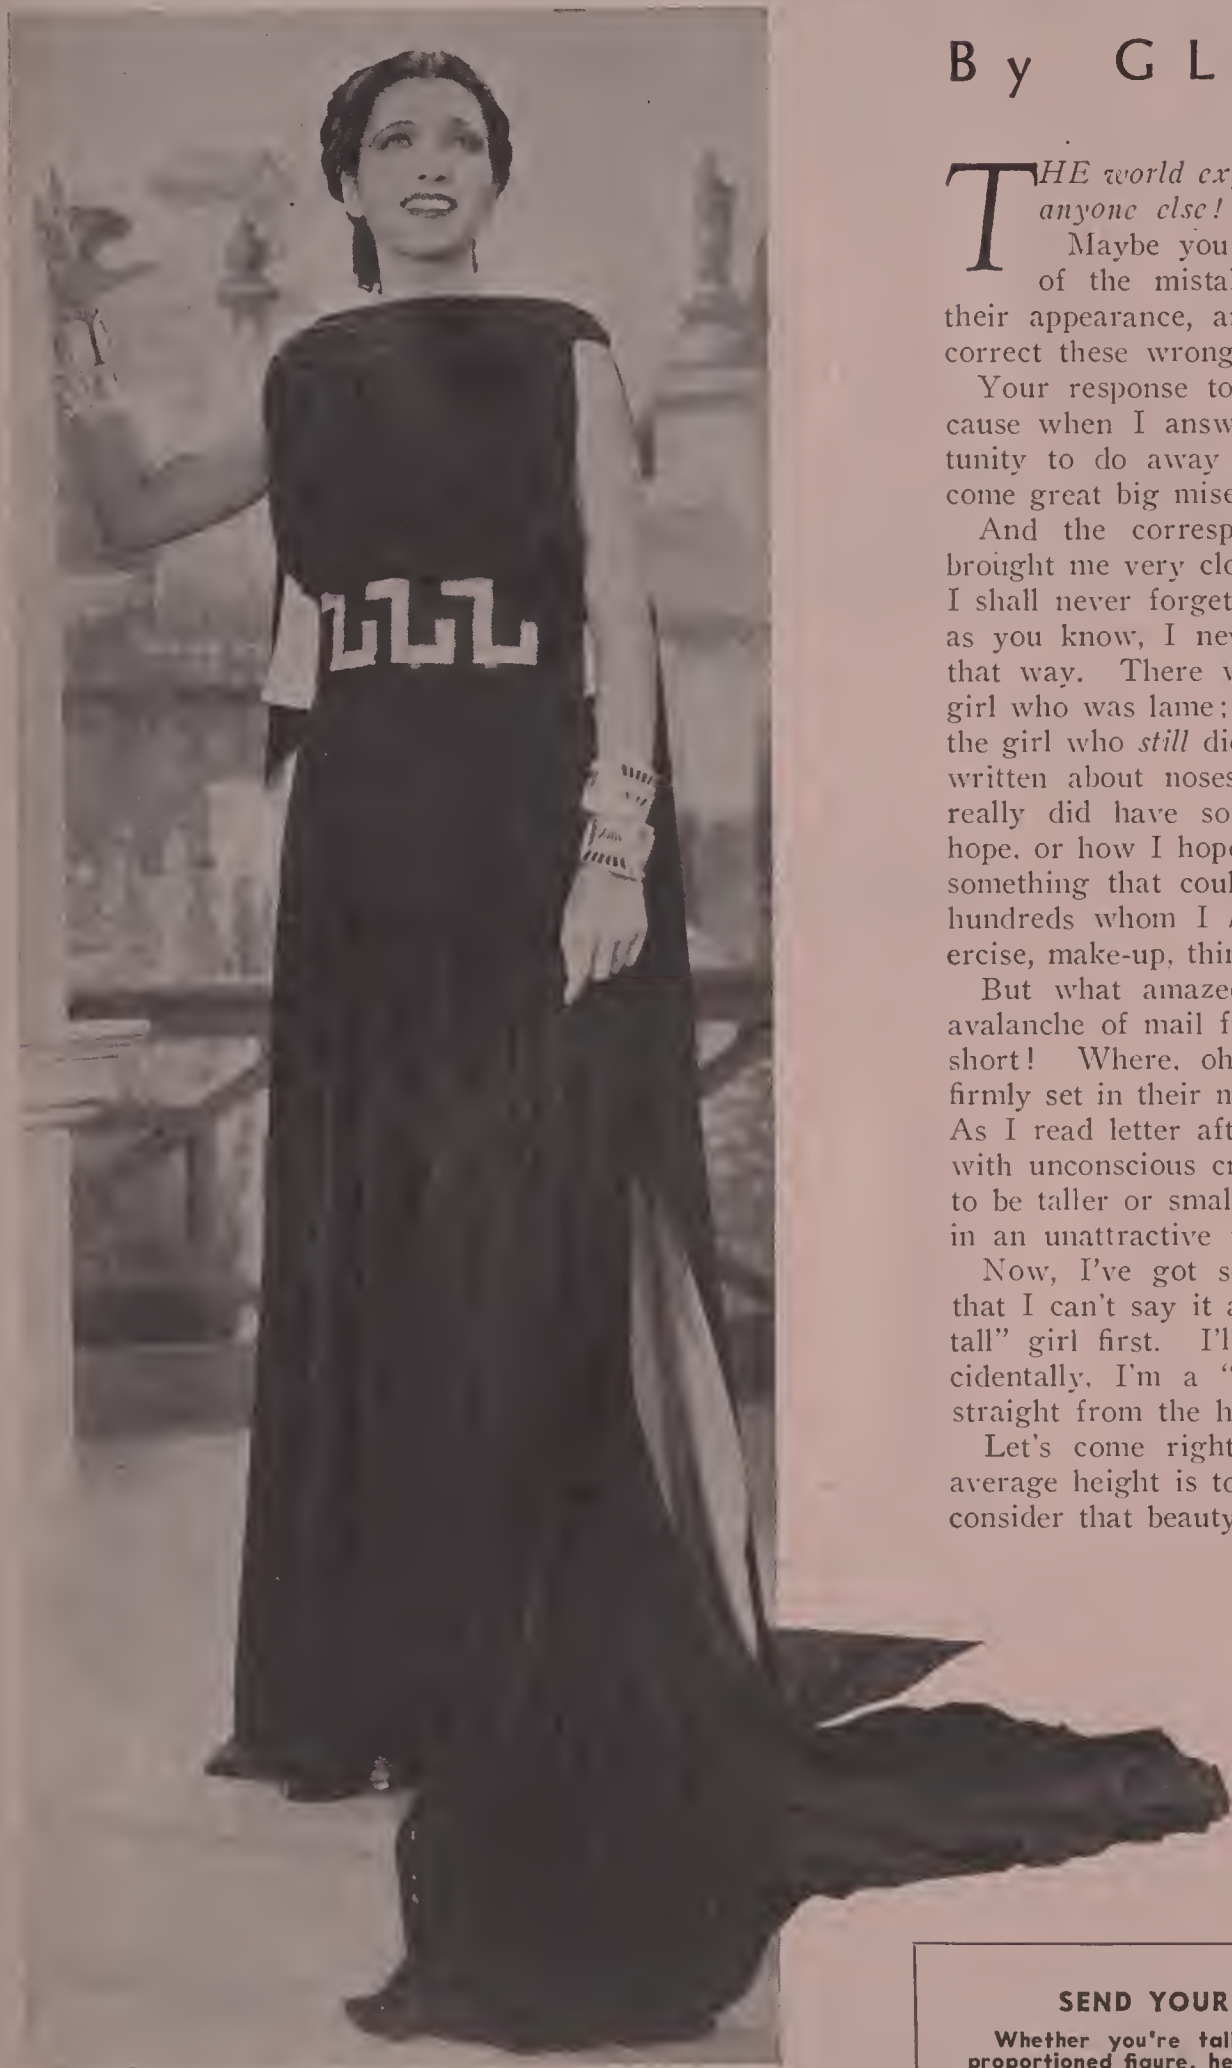 By GL
THE world ex
anyone else!
Maybe you
of the mista
their appearance, a
correct these wrong
Your response to
cause when I answ
tunity to do away
come great big mise
And the corresp
brought me very clo
I shall never forget
as you know, I nev
that way. There
girl who was lame;
the girl who still di
written about noses
really did have so
hope, or how I hope
something that coul
hundreds whom I
ercise, make-up, thin
But what amaze
avalanche of mail f
short! Where, oh
firmly set in their n
As I read letter aft
with unconscious cr
to be taller or smal
in an unattractive
Now, I've got s
that I can't say it a
tall" girl first. I'l
cidentally, I'm a "
straight from the h
Let's come right
average height is to
consider that beauty
SEND YOUR
Whether you're tal
proportioned figure, he